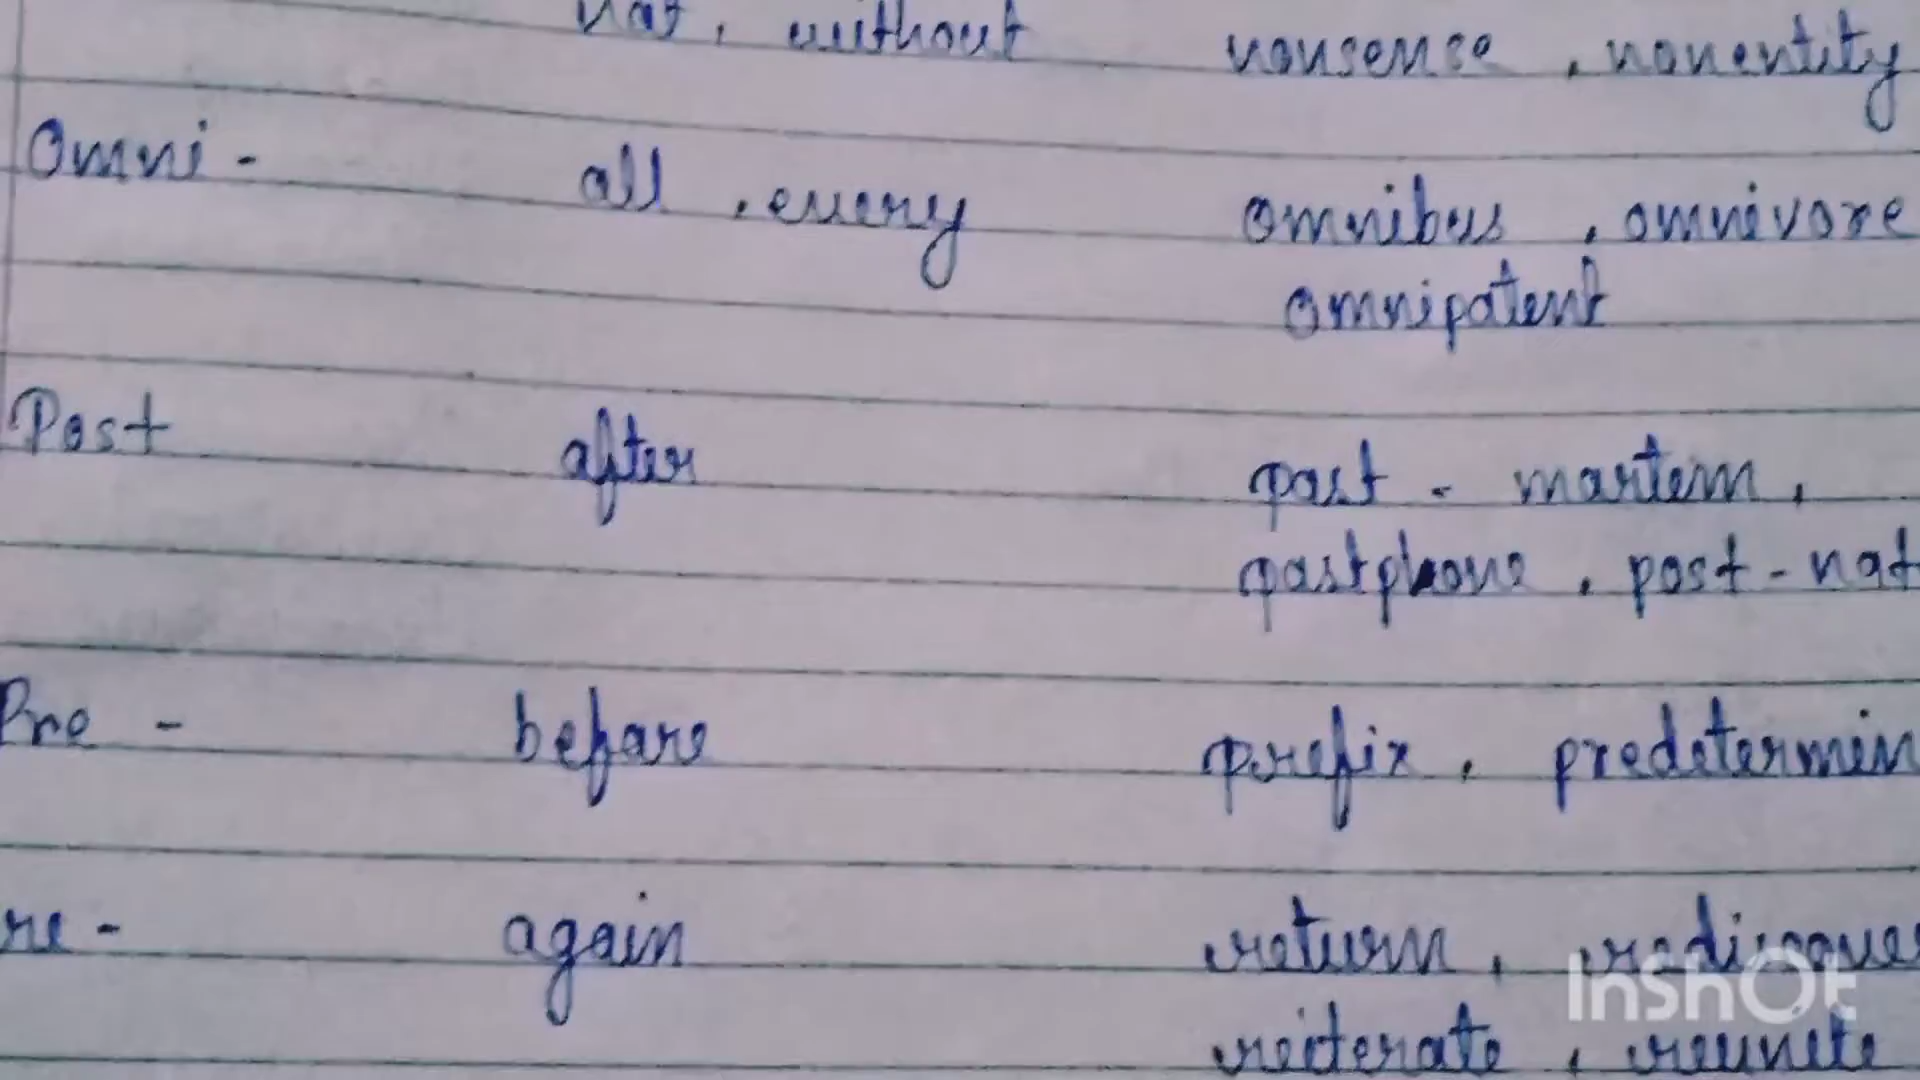 not, without nonsense, nonentity
Omni - all, every omnibus, omnivore
omnipotent
Post after post - mortem,
post-nat
Pre - before prefix, predetermin
re- again return, rediscove
reiterate, reunite
InShOt